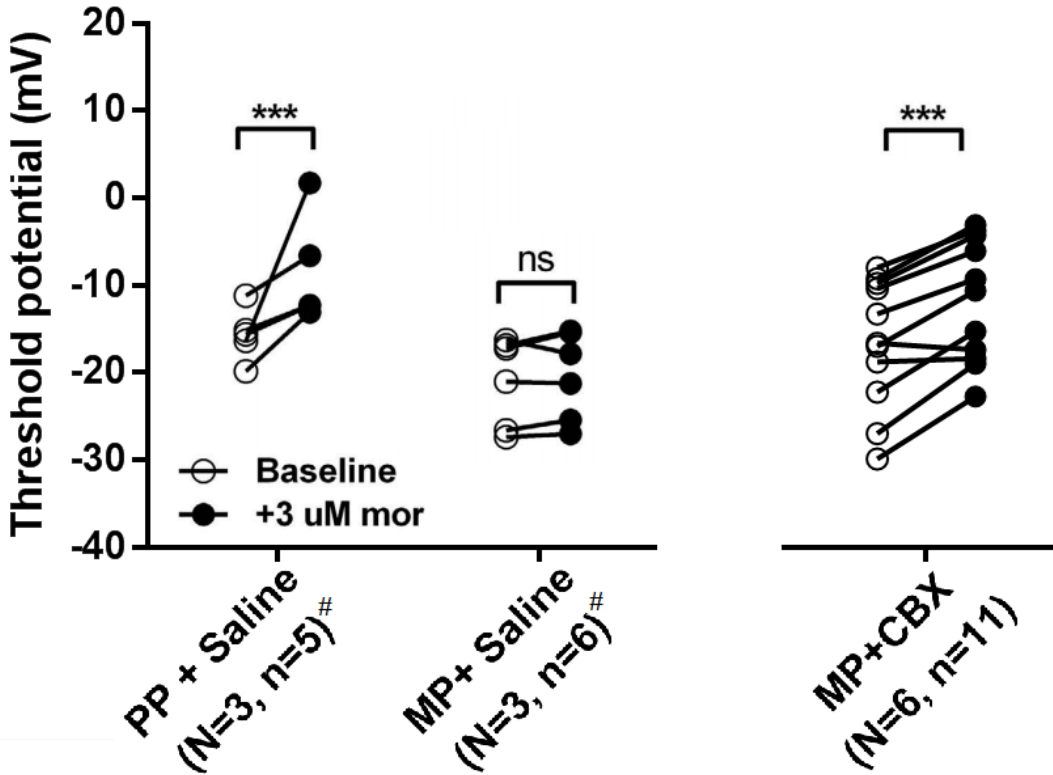 Threshold potential (mV)
20
10
0
-10
-20
-30
-40
***
ns
***
Baseline
+3 uM mor
PP + Saline
(N=3, n=5)#
MP+ Saline
(N=3, n=6)#
MP+CBX
(N=6, n=11)